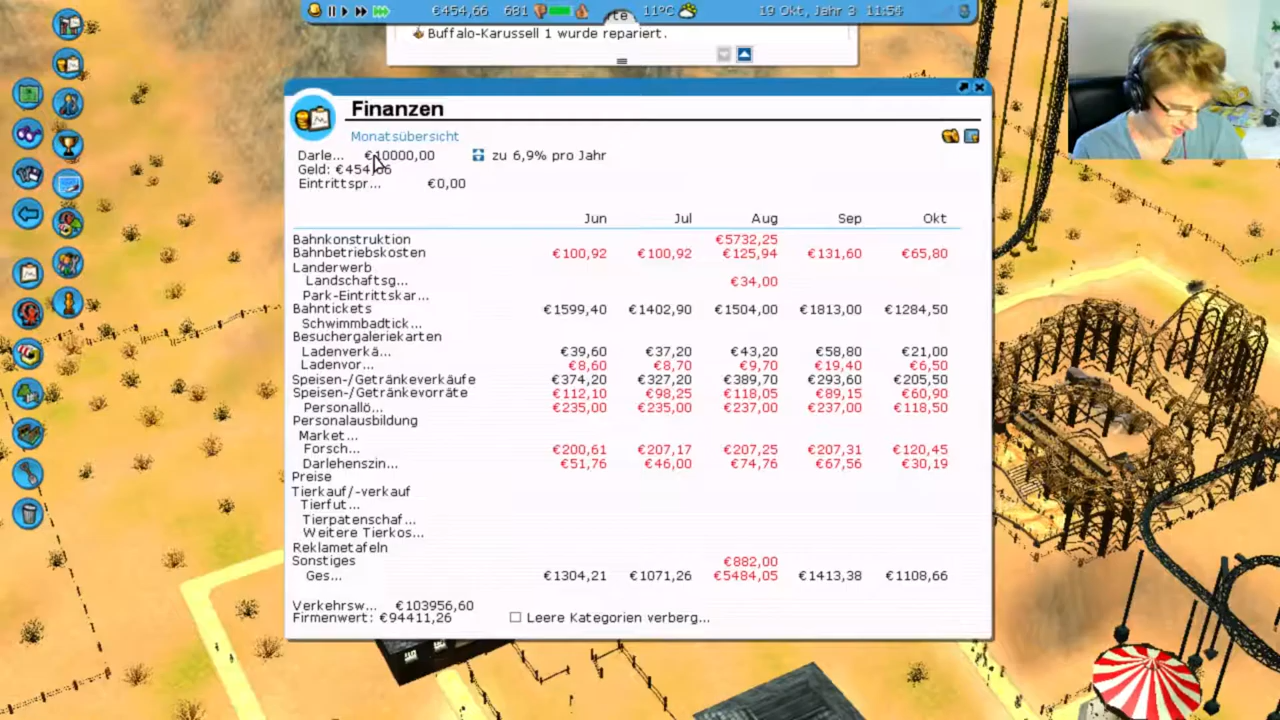 €454,66 681 11°C 19 Okt, Jahr 3 11:55
rte
Buffalo-Karussell 1 wurde repariert.
Finanzen
Monatsübersicht
Darle... €10000,00 zu 6,9% pro Jahr
Geld: €454,66
Eintrittspr... €0,00
Jun Jul Aug Sep Okt
Bahnkonstruktion €5732,25
Bahnbetriebskosten €100,92 €100,92 €125,94 €131,60 €65,80
Landerwerb
Landschaftsg... €34,00
Park-Eintrittskar...
Bahntickets €1599,40 €1402,90 €1504,00 €1813,00 €1284,50
Schwimmbadtick...
Besuchergaleriekarten
Ladenverkä... €39,60 €37,20 €43,20 €58,80 €21,00
Ladenvor... €8,60 €8,70 €9,70 €19,40 €6,50
Speisen-/Getränkeverkäufe €374,20 €327,20 €389,70 €293,60 €205,50
Speisen-/Getränkevorräte €112,10 €98,25 €118,05 €89,15 €60,90
Personallö... €235,00 €235,00 €237,00 €237,00 €118,50
Personalausbildung
Market...
Forsch... €200,61 €207,17 €207,25 €207,31 €120,45
Darlehenszin... €51,76 €46,00 €74,76 €67,56 €30,19
Preise
Tierkauf/-verkauf
Tierfut...
Tierpatenschaf...
Weitere Tierkos...
Reklametafeln
Sonstiges €882,00
Ges... €1304,21 €1071,26 €5484,05 €1413,38 €1108,66
Verkehrsw... €103956,60
Firmenwert: €94411,26 Leere Kategorien verberg...